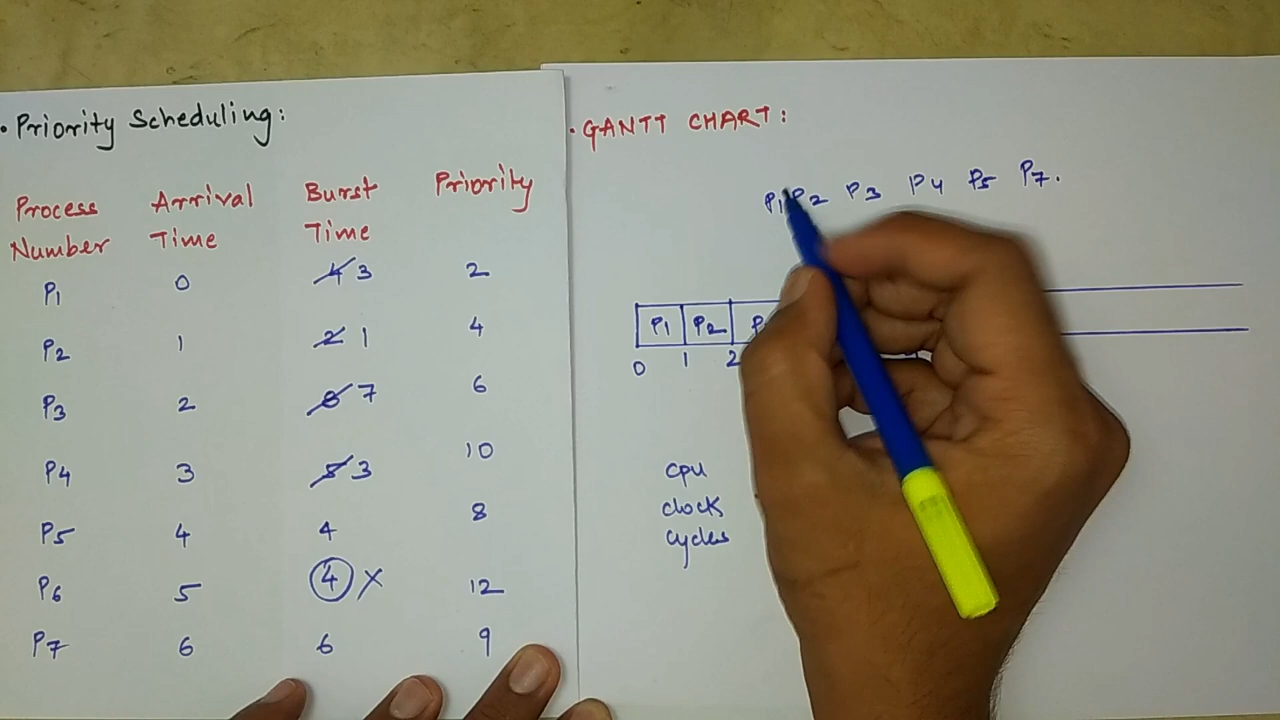 • Priority Scheduling:
Process Number Arrival Time Burst Time Priority
P1 0 4 3 2
P2 1 2 1 4
P3 2 8 7 6
P4 3 5 3 10
P5 4 4 8
P6 5 4 X 12
P7 6 6 9
• GANTT CHART:
P1 P2 P3 P4 P5 P7.
P1 P2
0 1 2
CPU
clock
cycles